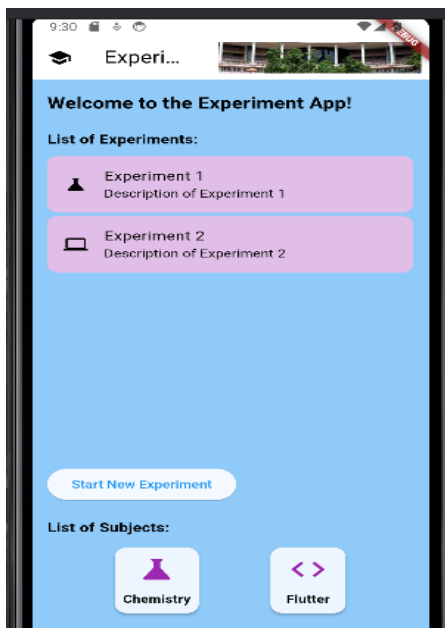 9:30
DEBUG
Experi...
Welcome to the Experiment App!
List of Experiments:
Experiment 1
Description of Experiment 1
Experiment 2
Description of Experiment 2
Start New Experiment
List of Subjects:
Chemistry
Flutter